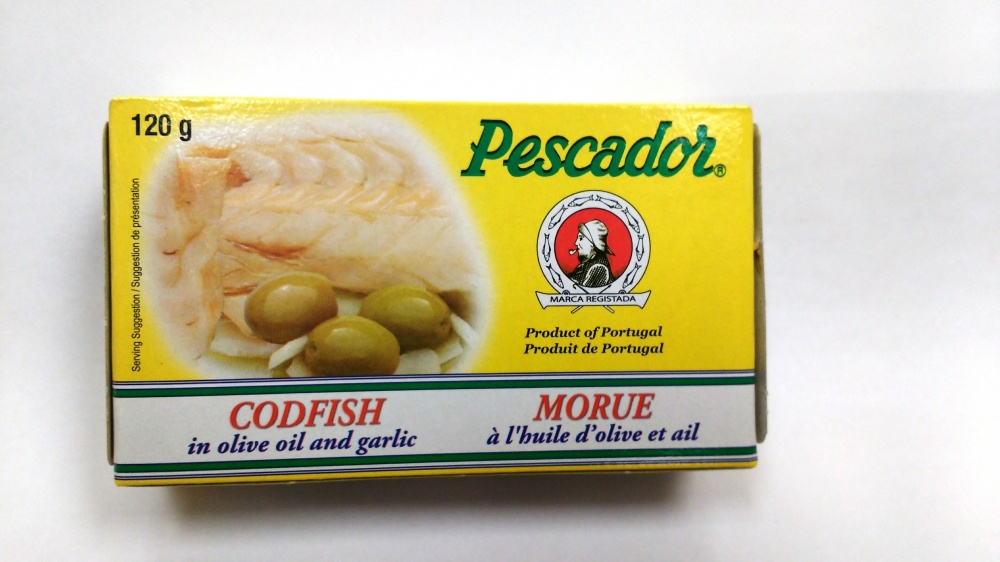 120 g
Serving Suggestion / Suggestion de présentation
Pescador®
MARCA REGISTADA
Product of Portugal
Produit de Portugal
CODFISH
in olive oil and garlic
MORUE
à l'huile d'olive et ail